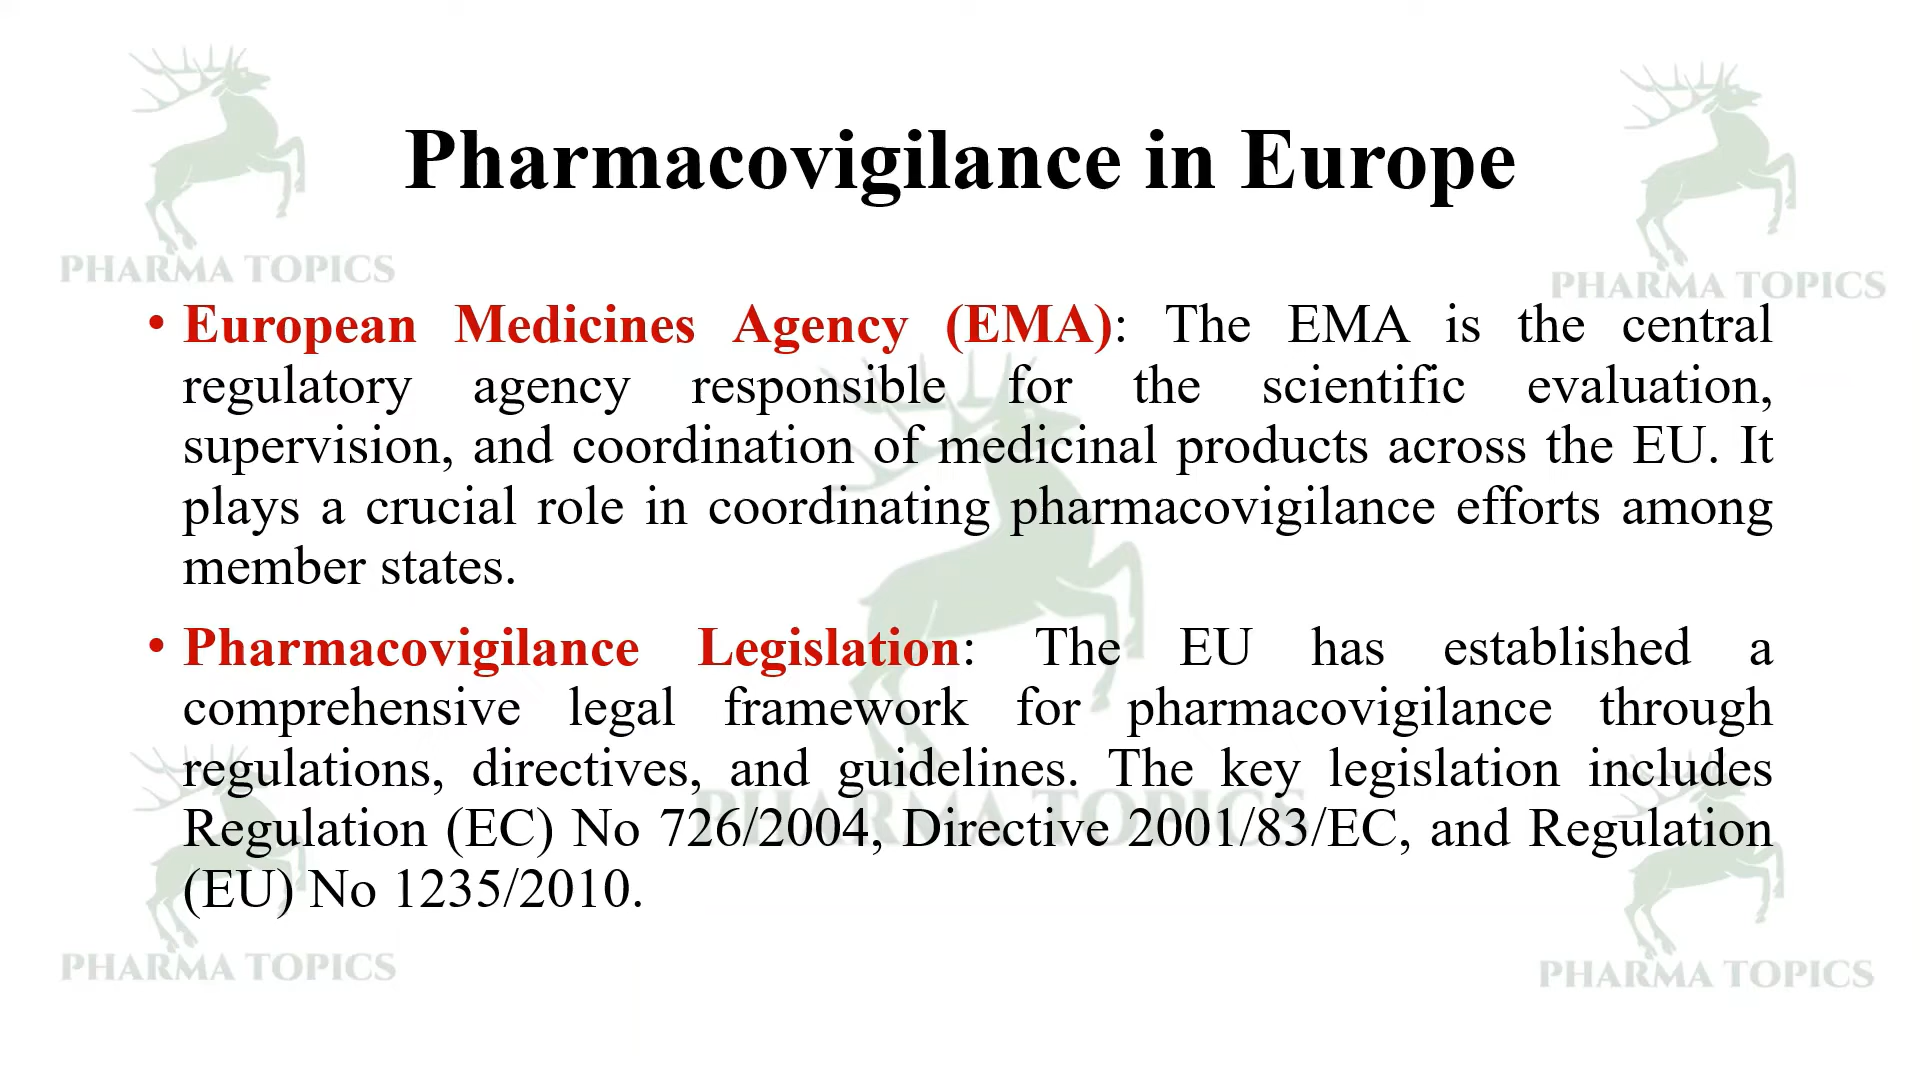 PHARMA TOPICS
PHARMA TOPICS
Pharmacovigilance in Europe
• European Medicines Agency (EMA): The EMA is the central
regulatory agency responsible for the scientific evaluation,
supervision, and coordination of medicinal products across the EU. It
plays a crucial role in coordinating pharmacovigilance efforts among
member states.
• Pharmacovigilance Legislation: The EU has established a
comprehensive legal framework for pharmacovigilance through
regulations, directives, and guidelines. The key legislation includes
Regulation (EC) No 726/2004, Directive 2001/83/EC, and Regulation
(EU) No 1235/2010.
PHARMA TOPICS
PHARMA TOPICS
PHARMA TOPICS